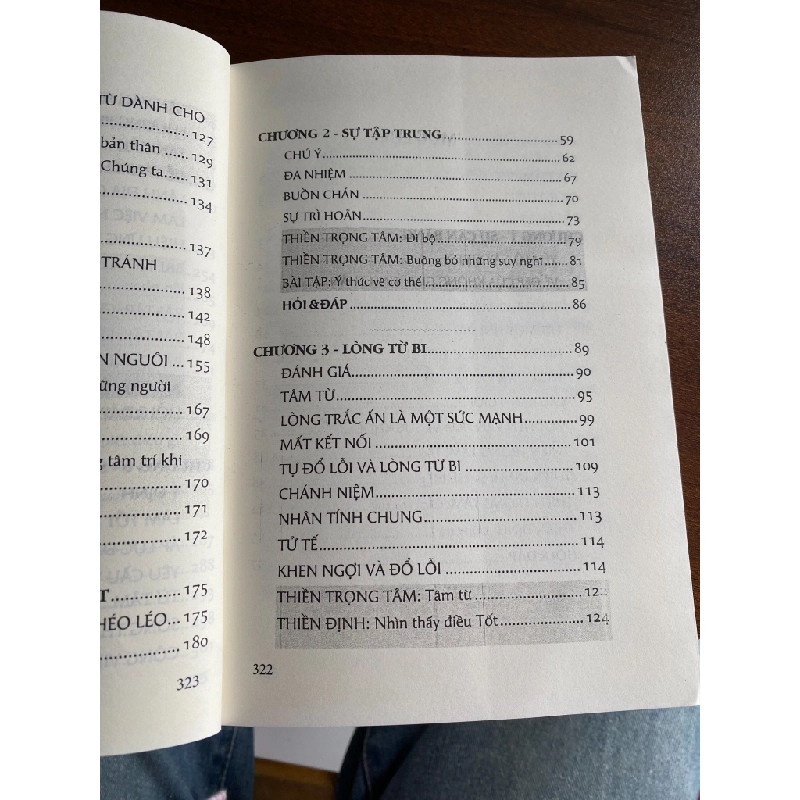 TỪ DÀNH CHO
127
bản thân ...... 129
Chúng ta..... 131
134
137
TRÁNH
138
142
148
N NGUÔI ...155
ững người
167
169
g tâm trí khi
170
171
172
T................175
HÉO LÉO...175
180
323
CHƯƠNG 2 - SỰ TẬP TRUNG.........................59
CHÚ Ý.........................62
ĐA NHIỆM.........................67
BUỒN CHÁN.........................70
SỰ TRÌ HOÃN.........................73
THIỀN TRỌNG TÂM: Đi bộ.........................79
THIỀN TRỌNG TÂM: Buông bỏ những suy nghĩ.....81
BÀI TẬP: Ý thức về cơ thể.........................85
HỎI &ĐÁP.........................86
CHƯƠNG 3 - LÒNG TỪ BI.........................89
ĐÁNH GIÁ.........................90
TÂM TỪ.........................95
LÒNG TRẮC ẨN LÀ MỘT SỨC MẠNH.............99
MẤT KẾT NỐI.........................101
TỰ ĐỔ LỖI VÀ LÒNG TỪ BI.........................109
CHÁNH NIỆM.........................113
NHÂN TÍNH CHUNG.........................113
TỬ TẾ.........................114
KHEN NGỢI VÀ ĐỔ LỖI.........................114
THIỀN TRỌNG TÂM: Tâm từ.........................122
THIỀN ĐỊNH: Nhìn thấy điều Tốt.................124
322